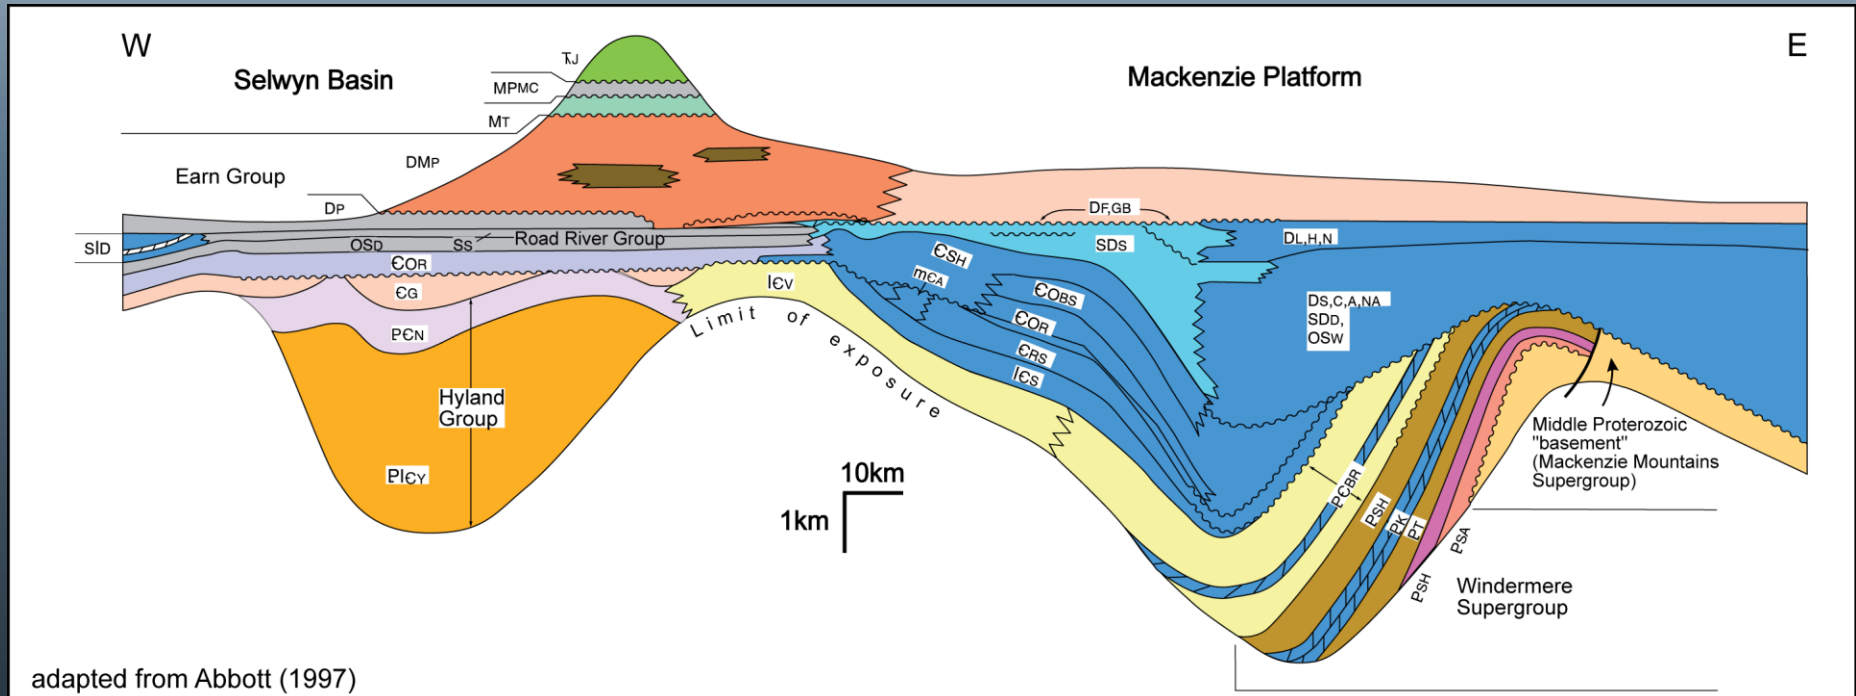 W
E
Selwyn Basin
Mackenzie Platform
TJ
MPMC
MT
DMP
Earn Group
DP
SlD
OSD
SS
Road River Group
ЄOR
ЄG
PЄN
Hyland
Group
PlЄY
lЄV
Limit of exposure
DF,GB
SDS
DL,H,N
ЄSH
mЄA
ЄOBS
ЄOR
ЄRS
lЄS
DS,C,A,NA
SDD,
OSW
10km
1km
PЄBR
PSH
PK
PT
PSH
PSA
Middle Proterozoic
"basement"
(Mackenzie Mountains
Supergroup)
Windermere
Supergroup
adapted from Abbott (1997)